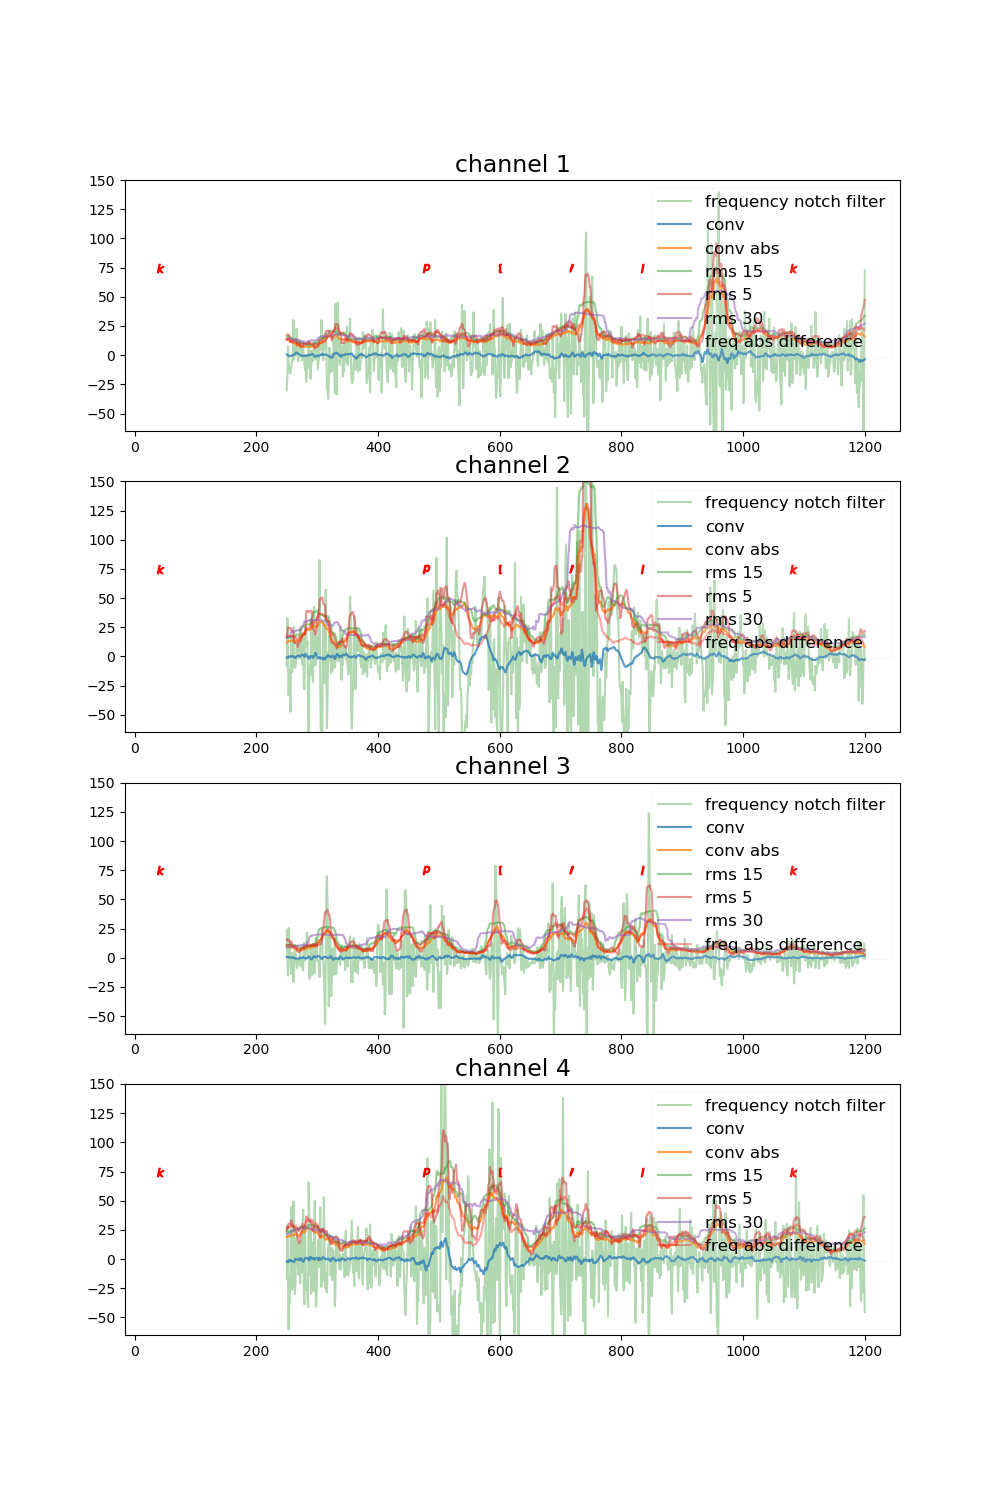 channel 1
150
125
100
75
50
25
0
−25
−50
k p ɪ ʲ l k
frequency notch filter
conv
conv abs
rms 15
rms 5
rms 30
freq abs difference
0 200 400 600 800 1000 1200
channel 2
150
125
100
75
50
25
0
−25
−50
k p
l k
frequency notch filter
conv
conv abs
rms 15
rms 5
rms 30
freq abs difference
0 200 400 600 800 1000 1200
channel 3
150
125
100
75
50
25
0
−25
−50
k p
l k
frequency notch filter
conv
conv abs
rms 15
rms 5
rms 30
freq abs difference
0 200 400 600 800 1000 1200
channel 4
150
125
100
75
50
25
0
−25
−50
k p
l k
frequency notch filter
conv
conv abs
rms 15
rms 5
rms 30
freq abs difference
0 200 400 600 800 1000 1200